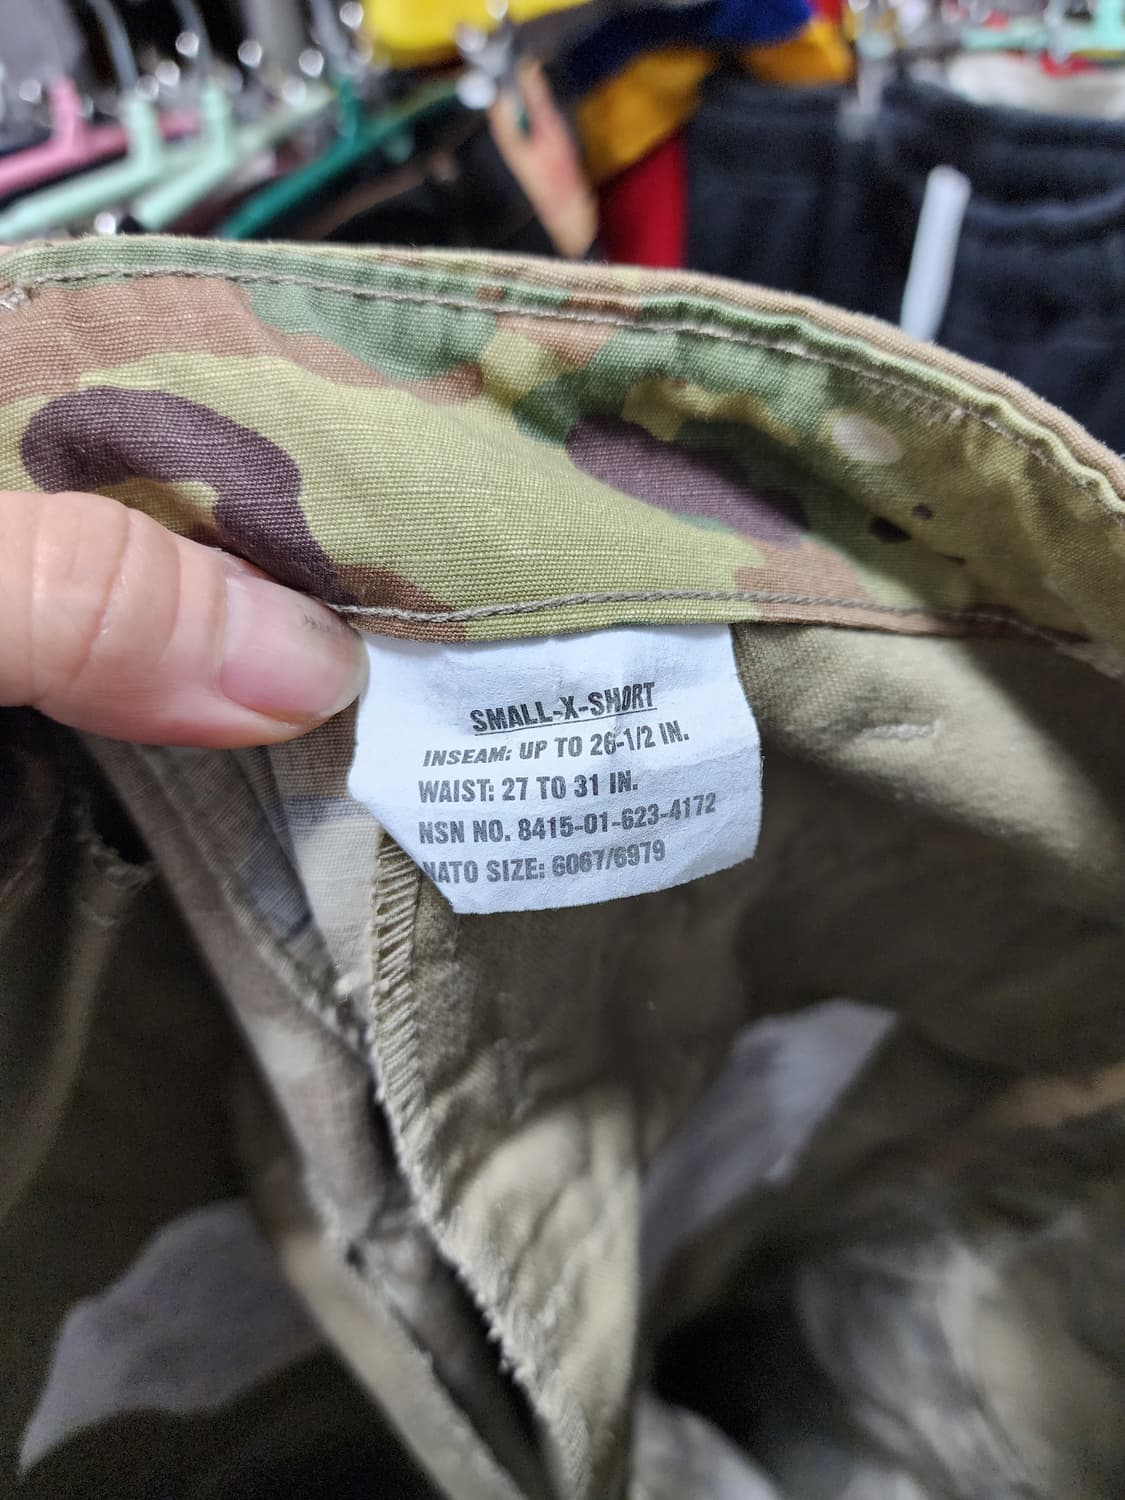 SMALL-X-SHORT
INSEAM: UP TO 26-1/2 IN.
WAIST: 27 TO 31 IN.
NSN NO. 8415-01-623-4172
NATO SIZE: 6067/6979